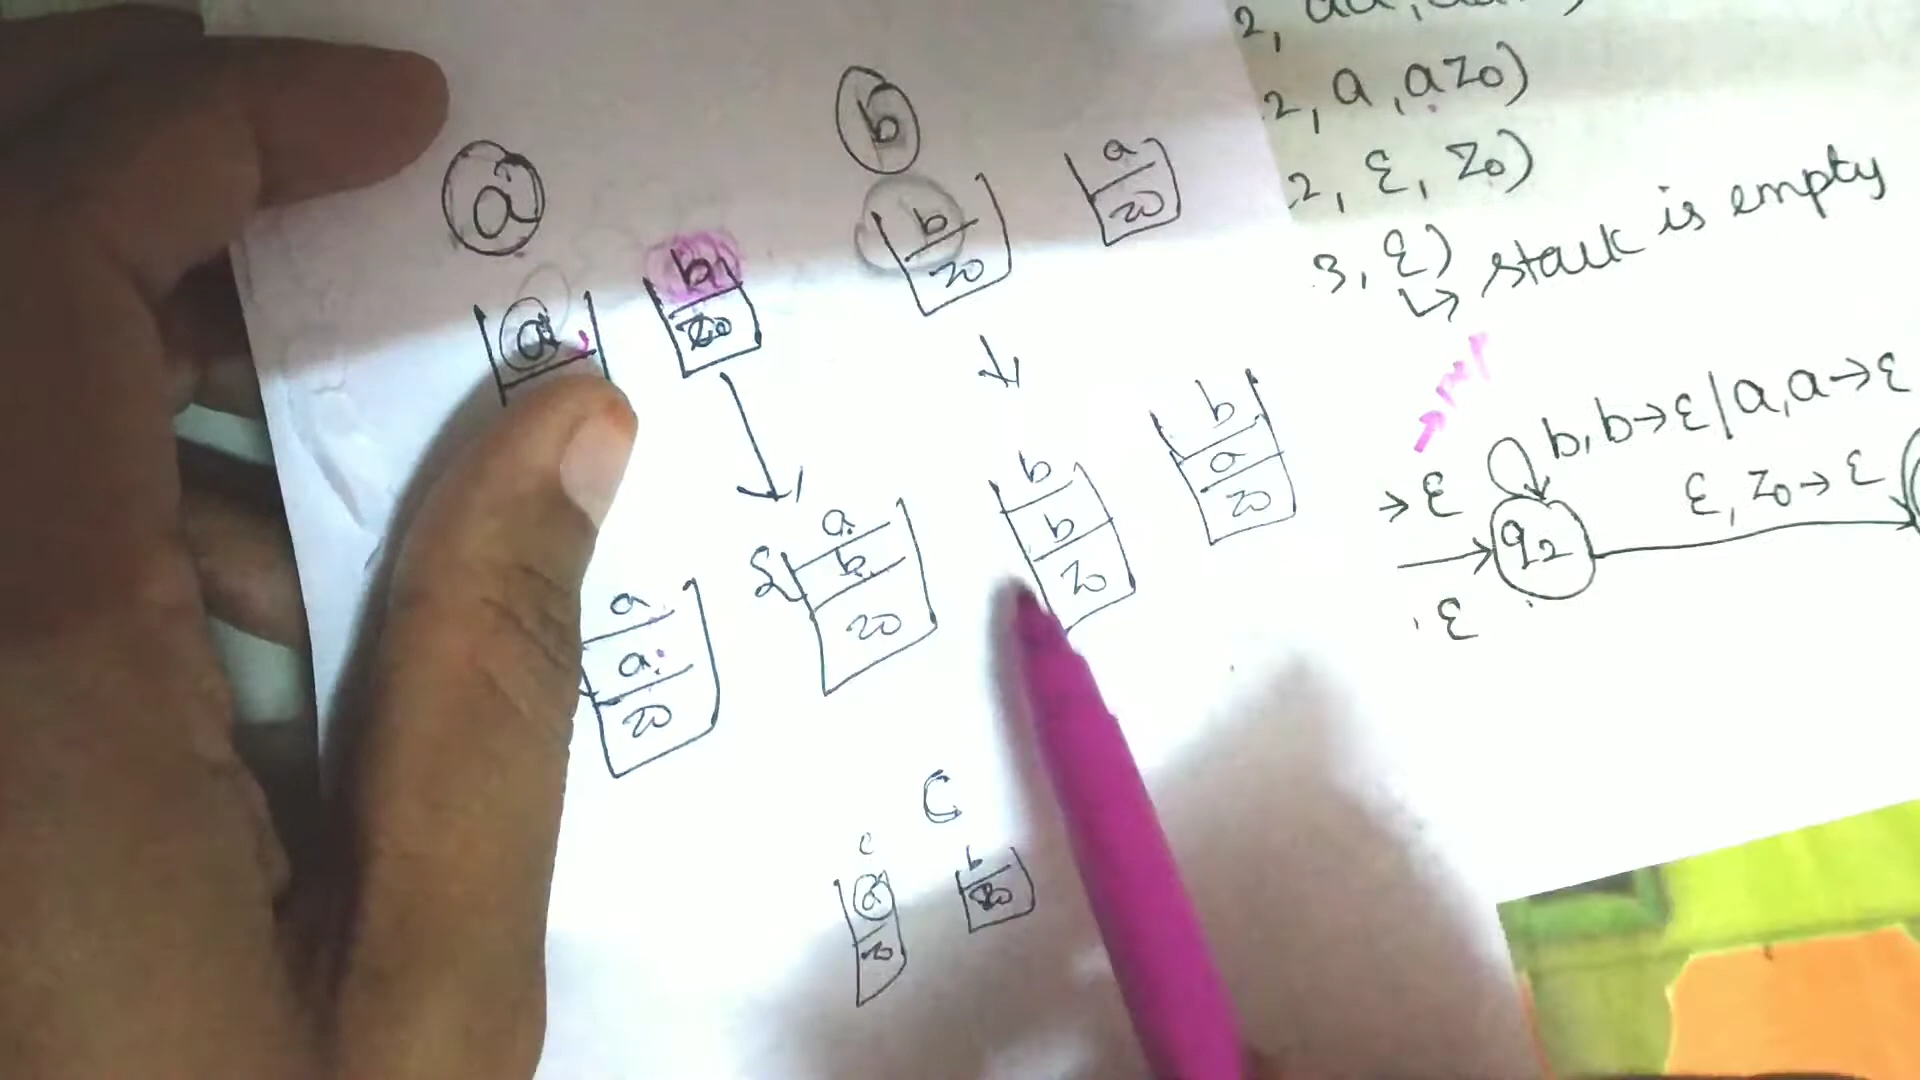 2, a, az0)
2, ε, z0)
3, ε)
↳ stack is empty
a
b
a
b
z0
b
z0
a
z0
a
a
z0
a
b
z0
b
b
z0
b
a
z0
C
c
a
z0
b
z0
b,b→ε/a,a→ε
→ε
ε, z0→ε
q2
ε